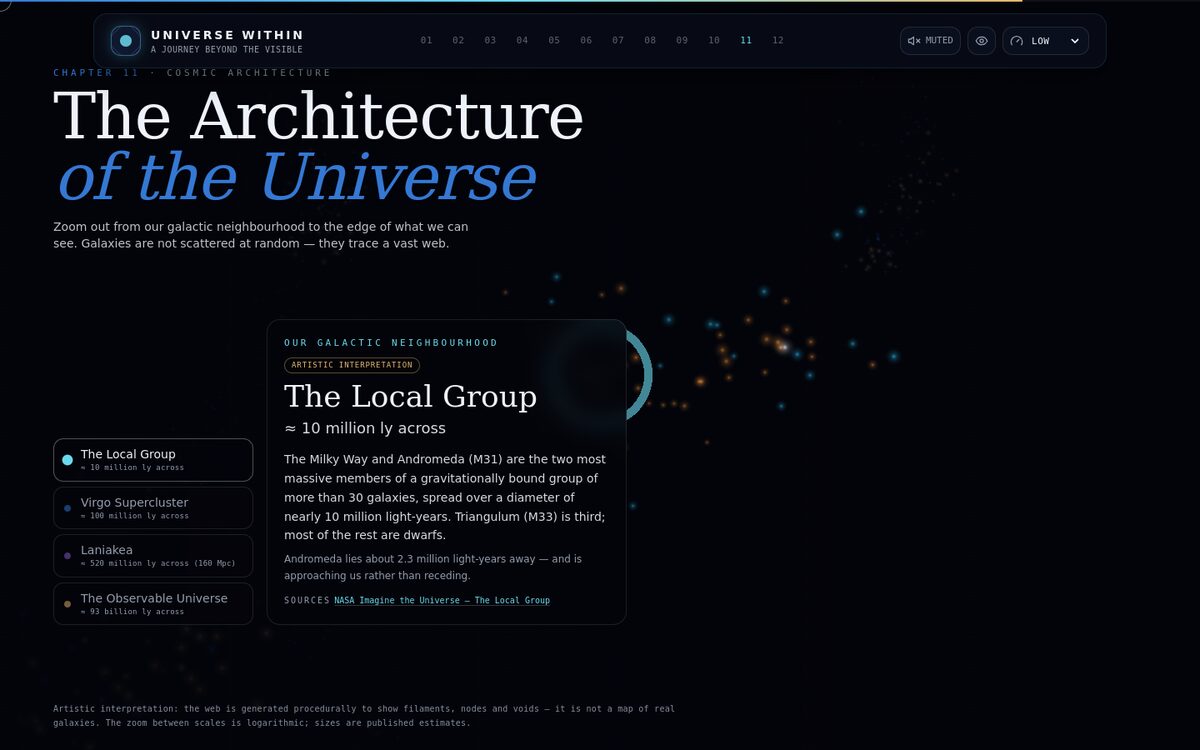 UNIVERSE WITHIN
A JOURNEY BEYOND THE VISIBLE
01 02 03 04 05 06 07 08 09 10 11 12
MUTED
LOW
CHAPTER 11 · COSMIC ARCHITECTURE
The Architecture
of the Universe
Zoom out from our galactic neighbourhood to the edge of what we can
see. Galaxies are not scattered at random — they trace a vast web.
The Local Group
≈ 10 million ly across
Virgo Supercluster
≈ 100 million ly across
Laniakea
≈ 520 million ly across (160 Mpc)
The Observable Universe
≈ 93 billion ly across
OUR GALACTIC NEIGHBOURHOOD
ARTISTIC INTERPRETATION
The Local Group
≈ 10 million ly across
The Milky Way and Andromeda (M31) are the two most
massive members of a gravitationally bound group of
more than 30 galaxies, spread over a diameter of
nearly 10 million light-years. Triangulum (M33) is third;
most of the rest are dwarfs.
Andromeda lies about 2.3 million light-years away — and is
approaching us rather than receding.
SOURCES NASA Imagine the Universe — The Local Group
Artistic interpretation: the web is generated procedurally to show filaments, nodes and voids — it is not a map of real
galaxies. The zoom between scales is logarithmic; sizes are published estimates.